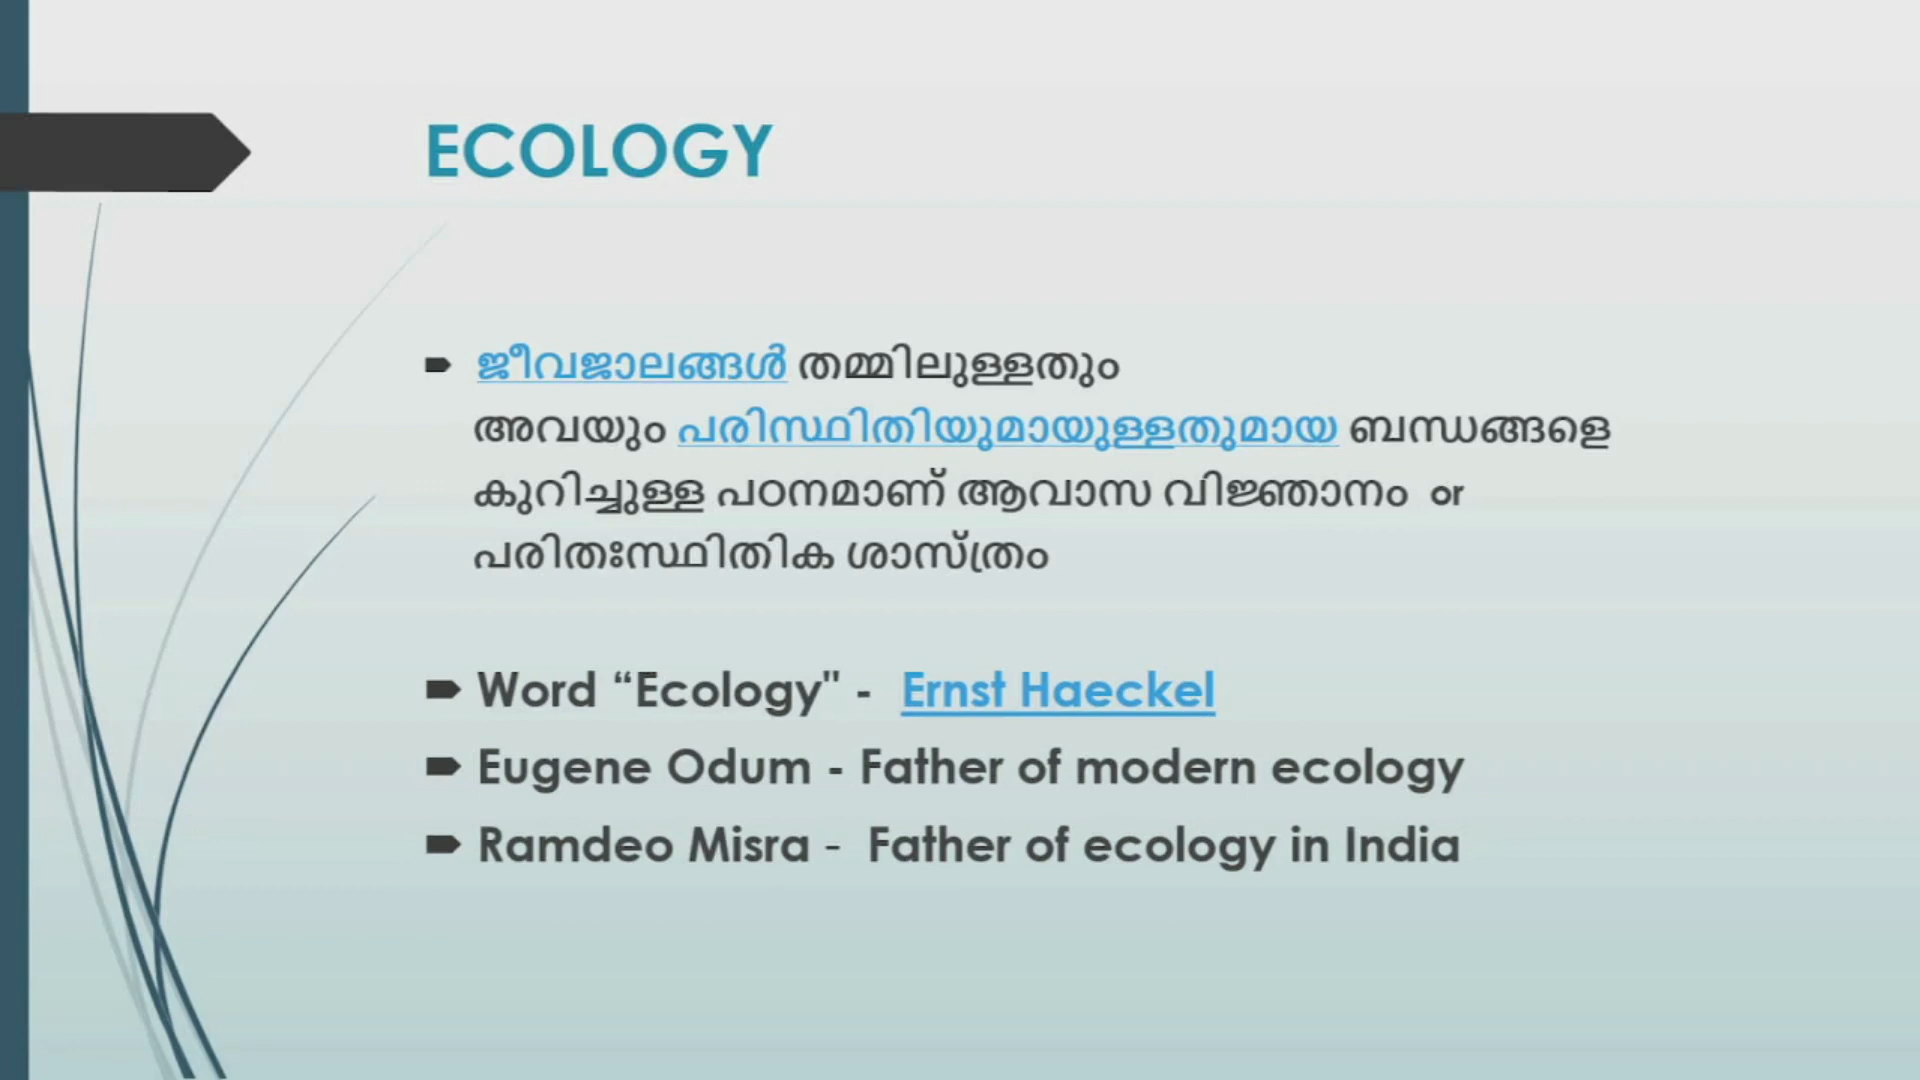 ECOLOGY
ജീവജാലങ്ങൾ തമ്മിലുള്ളതും
അവയും പരിസ്ഥിതിയുമായുള്ളതുമായ ബന്ധങ്ങളെ
കുറിച്ചുള്ള പഠനമാണ് ആവാസ വിജ്ഞാനം or
പരിതഃസ്ഥിതിക ശാസ്ത്രം
Word “Ecology" - Ernst Haeckel
Eugene Odum - Father of modern ecology
Ramdeo Misra - Father of ecology in India